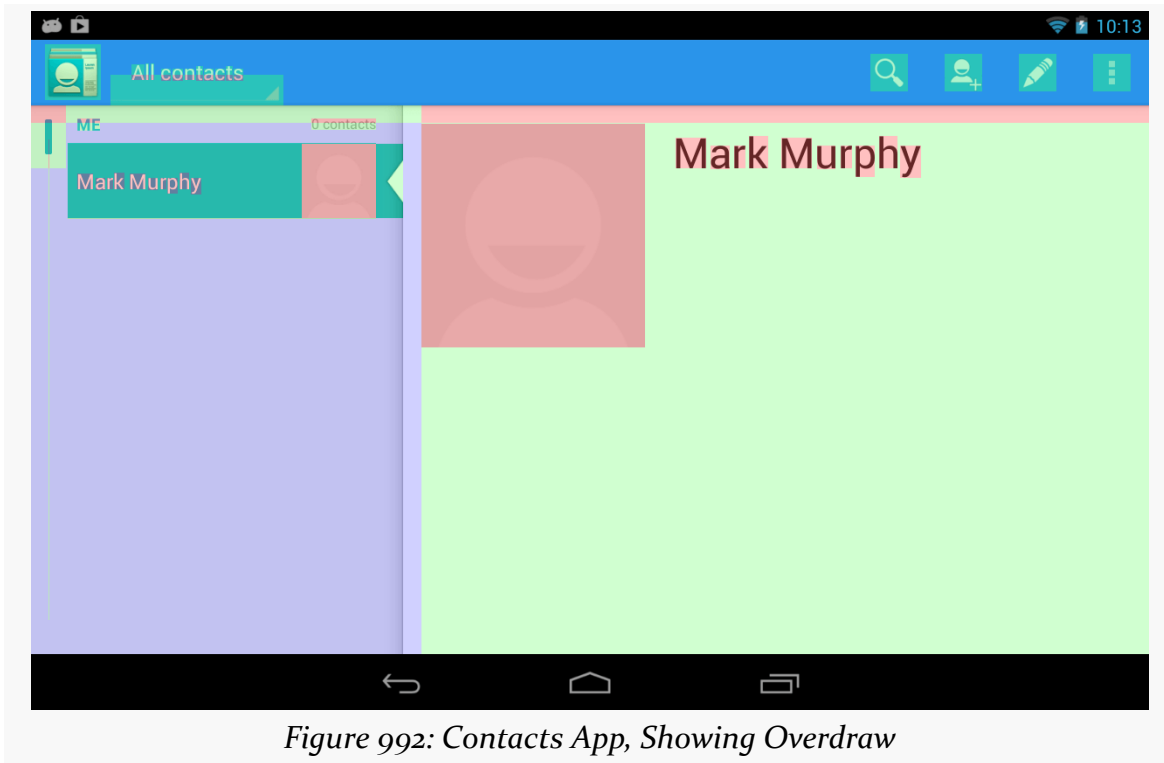 10:13
All contacts
ME 0 contacts
Mark Murphy
Mark Murphy
Figure 992: Contacts App, Showing Overdraw